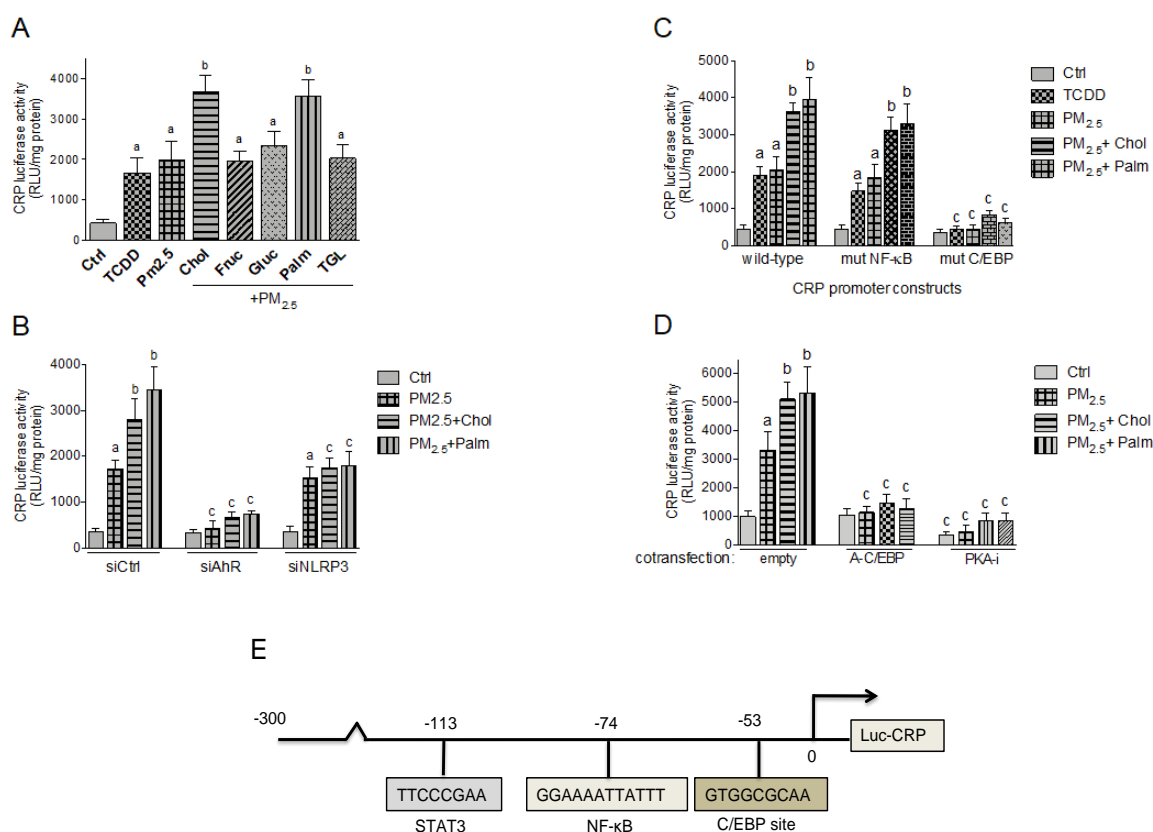 A
CRP luciferase activity
(RLU/mg protein)
4000
3000
2000
1000
0
a
a
b
a
a
b
a
Ctrl
TCDD
Pm2.5
Chol
Fruc
Gluc
Palm
TGL
+PM2.5
B
CRP luciferase activity
(RLU/mg protein)
4000
3000
2000
1000
0
a
b
b
c
c
c
a
c
c
siCtrl
siAhR
siNLRP3
Ctrl
PM2.5
PM2.5+Chol
PM2.5+Palm
C
CRP luciferase activity
(RLU/mg protein)
5000
4000
3000
2000
1000
0
a
a
b
b
a
a
b
b
c
c
c
c
wild-type
mut NF-κB
mut C/EBP
CRP promoter constructs
Ctrl
TCDD
PM2.5
PM2.5+ Chol
PM2.5+ Palm
D
CRP luciferase activity
(RLU/mg protein)
6000
5000
4000
3000
2000
1000
0
a
b
b
c
c
c
c
c
c
c
cotransfection:
empty
A-C/EBP
PKA-i
Ctrl
PM2.5
PM2.5+ Chol
PM2.5+ Palm
E
-300
-113
-74
-53
0
Luc-CRP
TTCCCGAA
GGAAAATTATTT
GTGGCGCAA
STAT3
NF-κB
C/EBP site